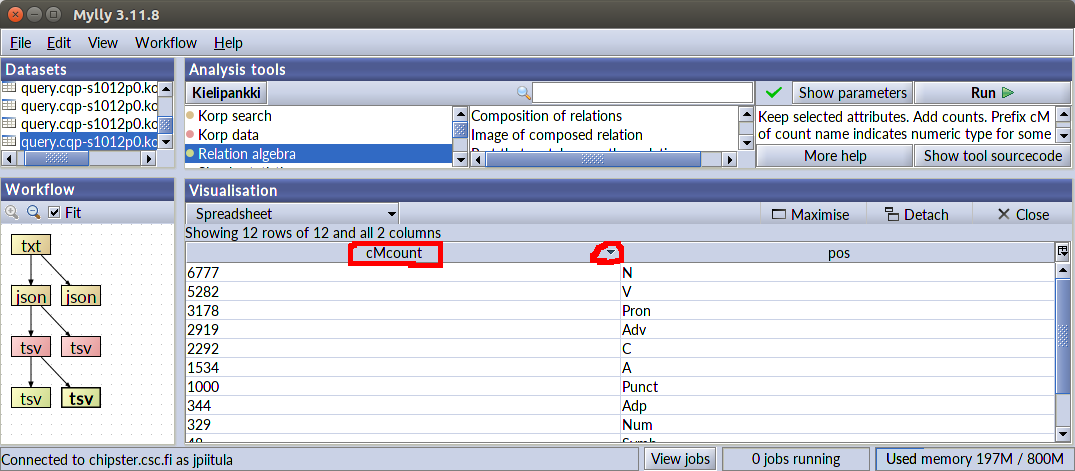 Mylly 3.11.8
File Edit View Workflow Help
Datasets
query.cqp-s1012p0.kc
query.cqp-s1012p0.kc
query.cqp-s1012p0.kc
query.cqp-s1012p0.kc
Analysis tools
Kielipankki
Korp search
Korp data
Relation algebra
Composition of relations
Image of composed relation
Show parameters
Run
Keep selected attributes. Add counts. Prefix cM
of count name indicates numeric type for some
More help
Show tool sourcecode
Workflow
Fit
txt
json json
tsv tsv
tsv tsv
Visualisation
Spreadsheet
Maximise Detach Close
Showing 12 rows of 12 and all 2 columns
cMcount pos
6777 N
5282 V
3178 Pron
2919 Adv
2292 C
1534 A
1000 Punct
344 Adp
329 Num
Connected to chipster.csc.fi as jpiitula
View jobs
0 jobs running
Used memory 197M / 800M